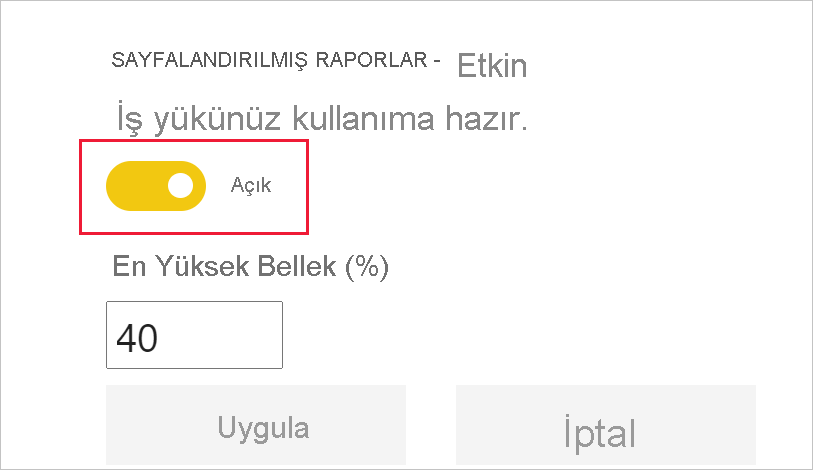 SAYFALANDIRILMIŞ RAPORLAR - Etkin
İş yükünüz kullanıma hazır.
Açık
En Yüksek Bellek (%)
40
Uygula İptal